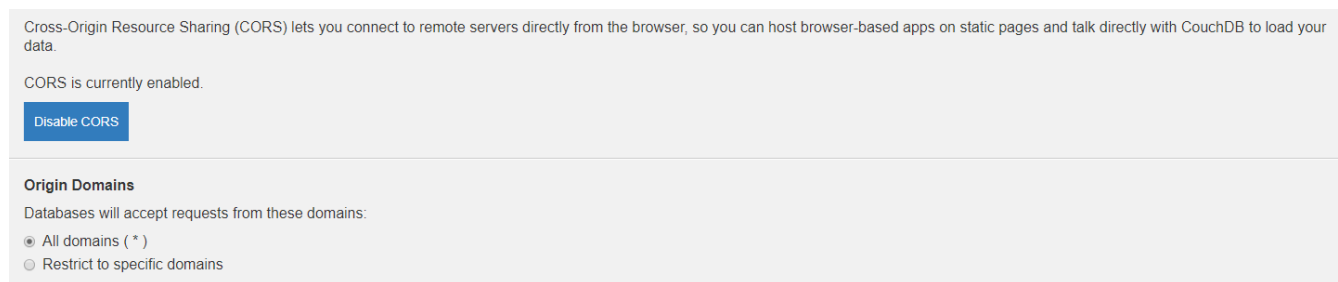 Cross-Origin Resource Sharing (CORS) lets you connect to remote servers directly from the browser, so you can host browser-based apps on static pages and talk directly with CouchDB to load your
data.
CORS is currently enabled.
Disable CORS
Origin Domains
Databases will accept requests from these domains:
All domains ( * )
Restrict to specific domains